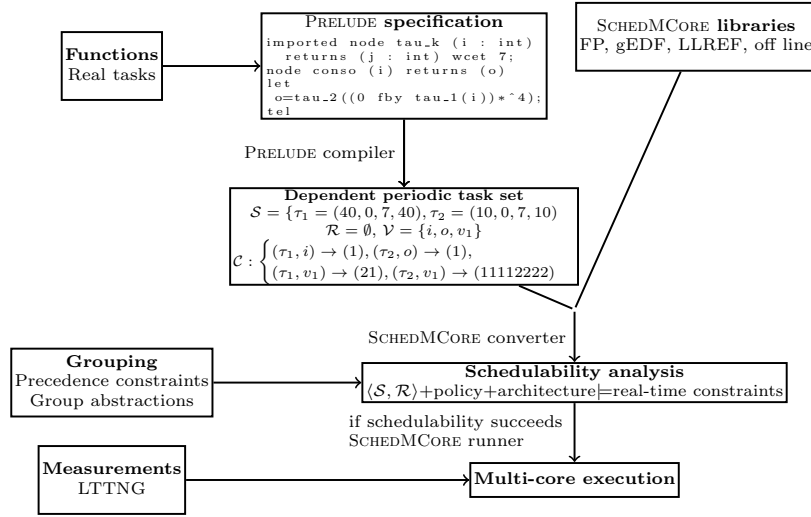 PRELUDE specification
imported node tau_k (i : int)
returns (j : int) wcet 7;
node conso (i) returns (o)
let
o=tau_2((0 fby tau_1(i))*^4);
tel
SCHEDMCORE libraries
FP, gEDF, LLREF, off line
Functions
Real tasks
PRELUDE compiler
Dependent periodic task set
S = {τ1 = (40, 0, 7, 40), τ2 = (10, 0, 7, 10)
R = ∅, V = {i, o, v1}
C : { (τ1, i) → (1), (τ2, o) → (1),
(τ1, v1) → (21), (τ2, v1) → (11112222)
SCHEDMCORE converter
Grouping
Precedence constraints
Group abstractions
Schedulability analysis
⟨S, R⟩+policy+architecture⊨real-time constraints
if schedulability succeeds
SCHEDMCORE runner
Measurements
LTTNG
Multi-core execution